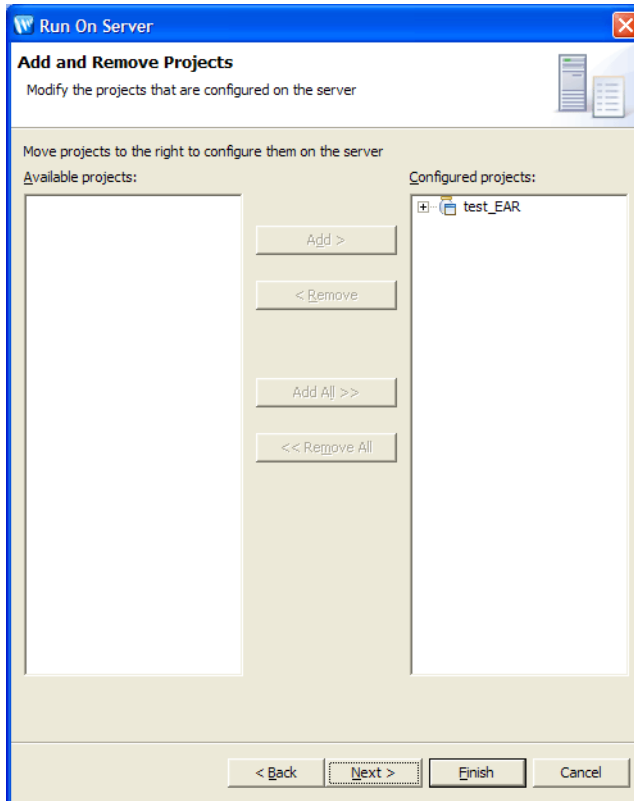 Run On Server
Add and Remove Projects
Modify the projects that are configured on the server
Move projects to the right to configure them on the server
Available projects:
Configured projects:
test_EAR
Add >
< Remove
Add All >>
<< Remove All
< Back
Next >
Finish
Cancel